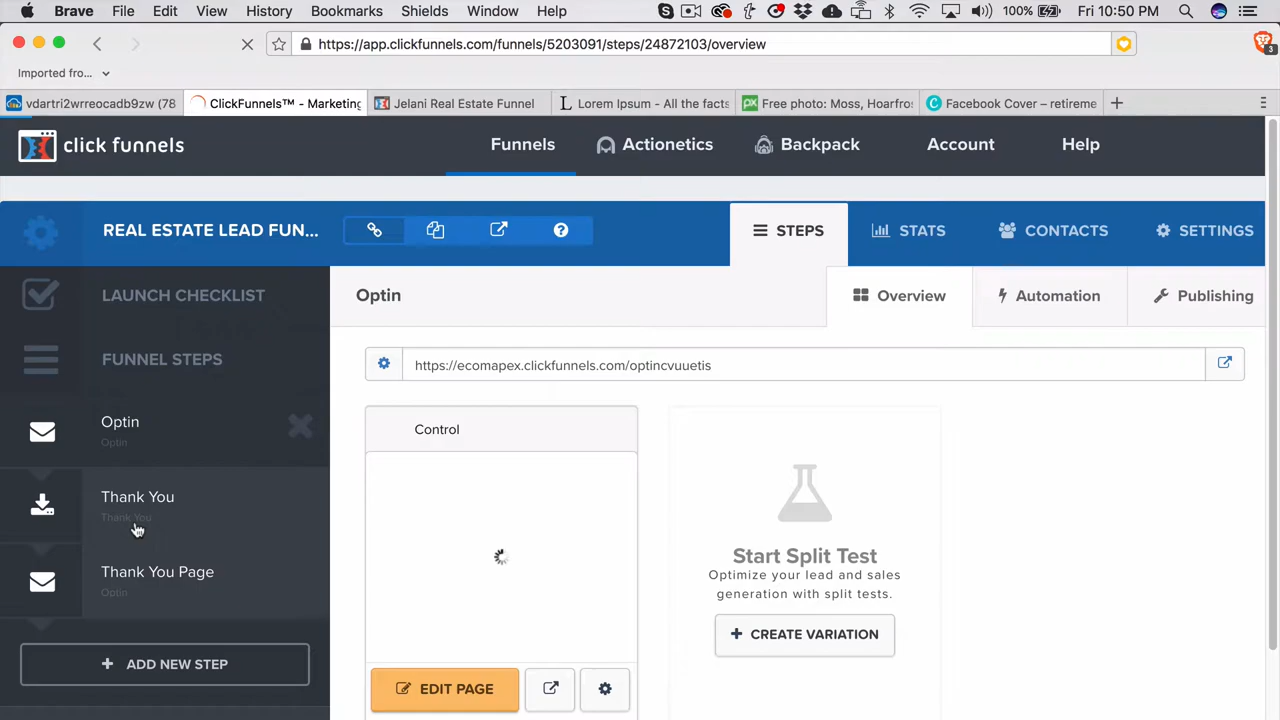 Brave File Edit View History Bookmarks Shields Window Help 100% Fri 10:50 PM
https://app.clickfunnels.com/funnels/5203091/steps/24872103/overview
3
Imported fro...
vdartri2wrreocadb9zw (78
ClickFunnels™ - Marketing
Jelani Real Estate Funnel
Lorem Ipsum - All the facts
Free photo: Moss, Hoarfros
Facebook Cover – retireme
click funnels
Funnels
Actionetics
Backpack
Account
Help
REAL ESTATE LEAD FUN...
STEPS
STATS
CONTACTS
SETTINGS
LAUNCH CHECKLIST
Optin
Overview
Automation
Publishing
FUNNEL STEPS
https://ecomapex.clickfunnels.com/optincvuuetis
Optin
Optin
Control
Thank You
Thank You
Start Split Test
Optimize your lead and sales
generation with split tests.
Thank You Page
Optin
CREATE VARIATION
ADD NEW STEP
EDIT PAGE